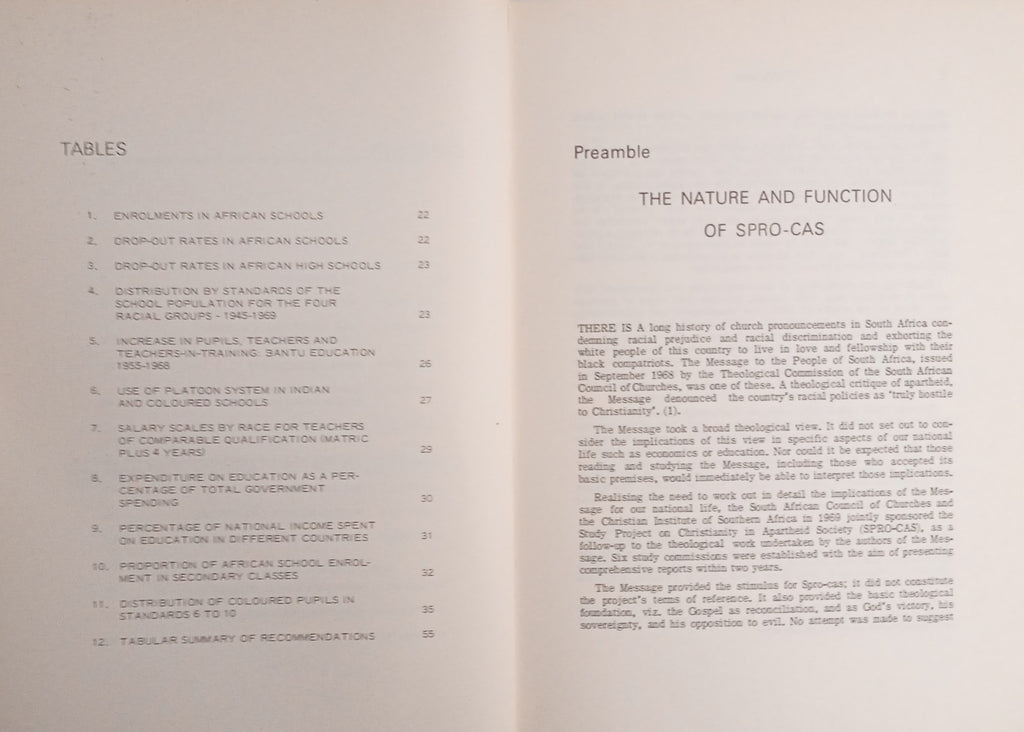 TABLES
1. ENROLMENTS IN AFRICAN SCHOOLS 22
2. DROP-OUT RATES IN AFRICAN SCHOOLS 22
3. DROP-OUT RATES IN AFRICAN HIGH SCHOOLS 23
4. DISTRIBUTION BY STANDARDS OF THE
SCHOOL POPULATION FOR THE FOUR
RACIAL GROUPS - 1945-1969 23
5. INCREASE IN PUPILS, TEACHERS AND
TEACHERS-IN-TRAINING: BANTU EDUCATION
1955-1968 26
6. USE OF PLATOON SYSTEM IN INDIAN
AND COLOURED SCHOOLS 27
7. SALARY SCALES BY RACE FOR TEACHERS
OF COMPARABLE QUALIFICATION (MATRIC
PLUS 4 YEARS) 29
8. EXPENDITURE ON EDUCATION AS A PER-
CENTAGE OF TOTAL GOVERNMENT
SPENDING 30
9. PERCENTAGE OF NATIONAL INCOME SPENT
ON EDUCATION IN DIFFERENT COUNTRIES 31
10. PROPORTION OF AFRICAN SCHOOL ENROL-
MENT IN SECONDARY CLASSES 32
11. DISTRIBUTION OF COLOURED PUPILS IN
STANDARDS 6 TO 10 35
12. TABULAR SUMMARY OF RECOMMENDATIONS 55
Preamble
THE NATURE AND FUNCTION
OF SPRO-CAS
THERE IS A long history of church pronouncements in South Africa con-
demning racial prejudice and racial discrimination and exhorting the
white people of this country to live in love and fellowship with their
black compatriots. The Message to the People of South Africa, issued
in September 1968 by the Theological Commission of the South African
Council of Churches, was one of these. A theological critique of apartheid,
the Message denounced the country's racial policies as 'truly hostile
to Christianity'. (1).
The Message took a broad theological view. It did not set out to con-
sider the implications of this view in specific aspects of our national
life such as economics or education. Nor could it be expected that those
reading and studying the Message, including those who accepted its
basic premises, would immediately be able to interpret those implications.
Realising the need to work out in detail the implications of the Mes-
sage for our national life, the South African Council of Churches and
the Christian Institute of Southern Africa in 1969 jointly sponsored the
Study Project on Christianity in Apartheid Society (SPRO-CAS), as a
follow-up to the theological work undertaken by the authors of the Mes-
sage. Six study commissions were established with the aim of presenting
comprehensive reports within two years.
The Message provided the stimulus for Spro-cas; it did not constitute
the project's terms of reference. It also provided the basic theological
foundation, viz. the Gospel as reconciliation, and as God's victory, his
sovereignty, and his opposition to evil. No attempt was made to suggest